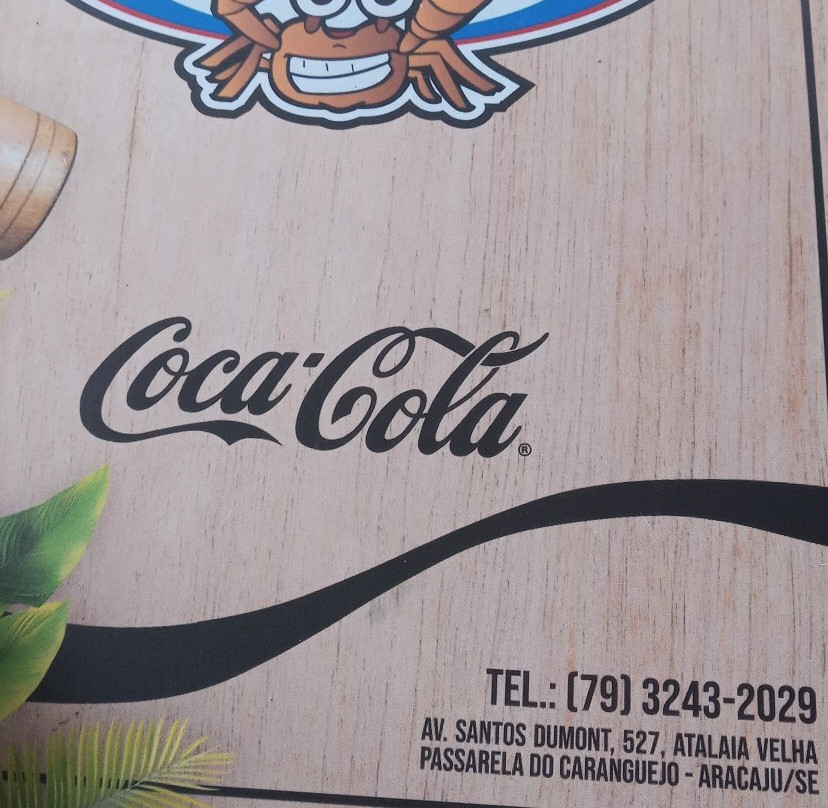 Coca-Cola®
TEL.: (79) 3243-2029
AV. SANTOS DUMONT, 527, ATALAIA VELHA
PASSARELA DO CARANGUEJO - ARACAJU/SE